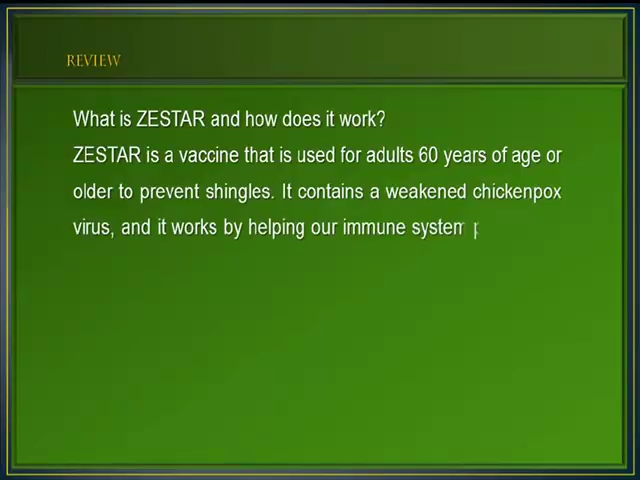 REVIEW
What is ZESTAR and how does it work?
ZESTAR is a vaccine that is used for adults 60 years of age or
older to prevent shingles. It contains a weakened chickenpox
virus, and it works by helping our immune system p